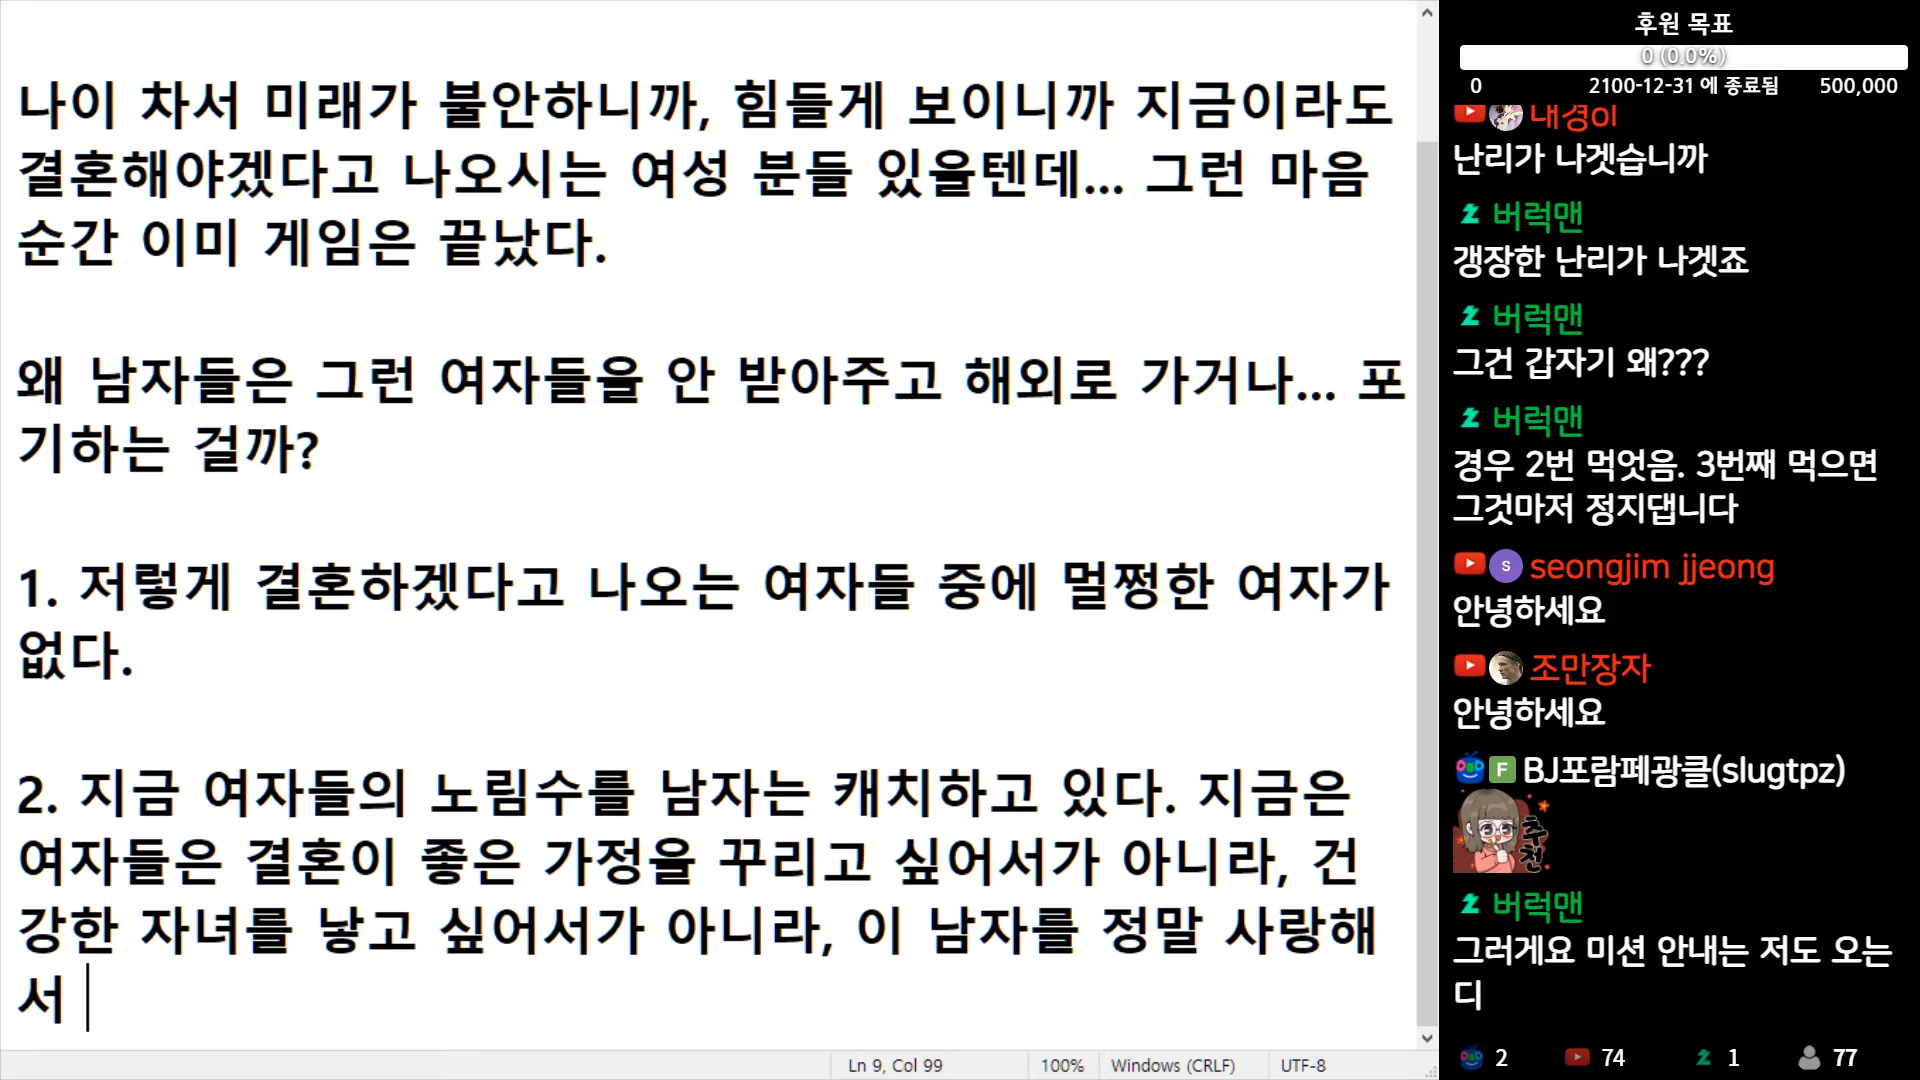 나이 차서 미래가 불안하니까, 힘들게 보이니까 지금이라도
결혼해야겠다고 나오시는 여성 분들 있을텐데... 그런 마음
순간 이미 게임은 끝났다.
왜 남자들은 그런 여자들을 안 받아주고 해외로 가거나... 포
기하는 걸까?
1. 저렇게 결혼하겠다고 나오는 여자들 중에 멀쩡한 여자가
없다.
2. 지금 여자들의 노림수를 남자는 캐치하고 있다. 지금은
여자들은 결혼이 좋은 가정을 꾸리고 싶어서가 아니라, 건
강한 자녀를 낳고 싶어서가 아니라, 이 남자를 정말 사랑해
서
Ln 9, Col 99
100%
Windows (CRLF)
UTF-8
후원 목표
0 (0.0%)
0 2100-12-31 에 종료됨 500,000
내경이
난리가 나겟습니까
버럭맨
갱장한 난리가 나겟죠
버럭맨
그건 갑자기 왜???
버럭맨
경우 2번 먹엇음. 3번째 먹으면
그것마저 정지댑니다
s seongjim jjeong
안녕하세요
조만장자
안녕하세요
F BJ포람페광클(slugtpz)
추천
버럭맨
그러게요 미션 안내는 저도 오는
디
2 74 1 77